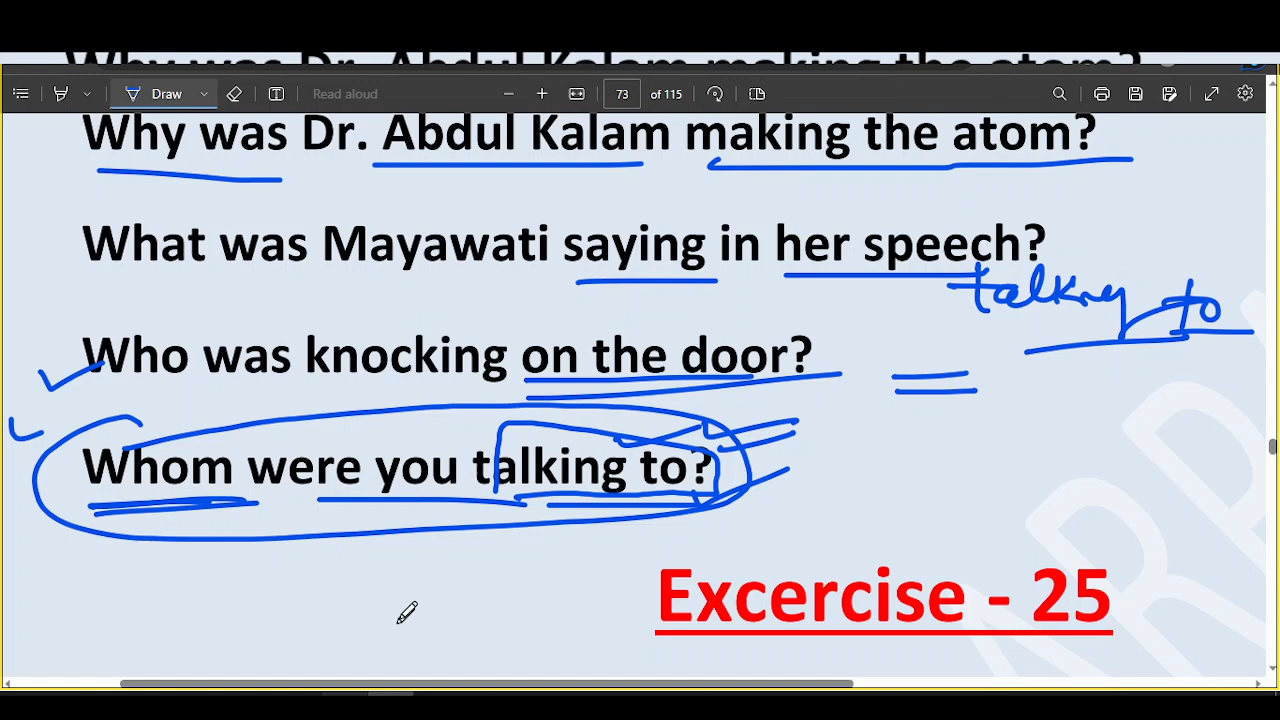 Why was Dr. Abdul Kalam making the atom?
Draw
Read aloud
73
of 115
Why was Dr. Abdul Kalam making the atom?
What was Mayawati saying in her speech?
talking to
Who was knocking on the door?
Whom were you talking to?
Excercise - 25